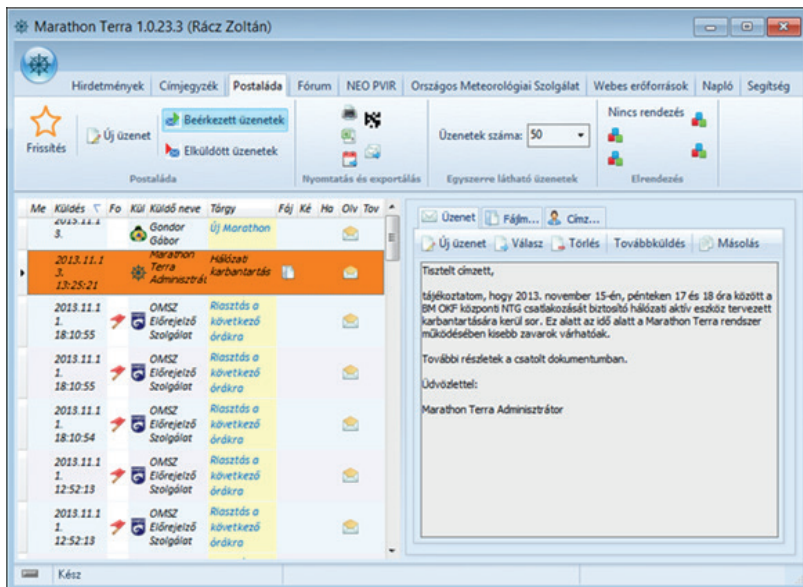 Marathon Terra 1.0.23.3 (Rácz Zoltán)
Hirdetmények Címjegyzék Postaláda Fórum NEO PVIR Országos Meteorológiai Szolgálat Webes erőforrások Napló Segítség
Frissítés
Új üzenet
Beérkezett üzenetek
Elküldött üzenetek
Postaláda
Nyomtatás és exportálás
Üzenetek száma: 50
Egyszerre látható üzenetek
Nincs rendezés
Elrendezés
Me Küldés Fo Kül Küldő neve Tárgy Fáj Ké Ha Olv Tov
2013.11.1
3.
Gondor
Gábor
Új Marathon
2013.11.1
3.
13:25:21
Marathon
Terra
Adminisztrát
Hálózati
karbantartás
2013.11.1
1.
18:10:55
OMSZ
Előrejelző
Szolgálat
Riasztás a
következő
órákra
2013.11.1
1.
18:10:55
OMSZ
Előrejelző
Szolgálat
Riasztás a
következő
órákra
2013.11.1
1.
18:10:54
OMSZ
Előrejelző
Szolgálat
Riasztás a
következő
órákra
2013.11.1
1.
12:52:13
OMSZ
Előrejelző
Szolgálat
Riasztás a
következő
órákra
2013.11.1
1.
12:52:13
OMSZ
Előrejelző
Szolgálat
Riasztás a
következő
órákra
Üzenet Fájlm... Címz...
Új üzenet Válasz Törlés Továbbküldés Másolás
Tisztelt címzett,
tájékoztatom, hogy 2013. november 15-én, pénteken 17 és 18 óra között a
BM OKF központi NTG csatlakozását biztosító hálózati aktív eszköz tervezett
karbantartására kerül sor. Ez alatt az idő alatt a Marathon Terra rendszer
működésében kisebb zavarok várhatóak.
További részletek a csatolt dokumentumban.
Üdvözlettel:
Marathon Terra Adminisztrátor
Kész